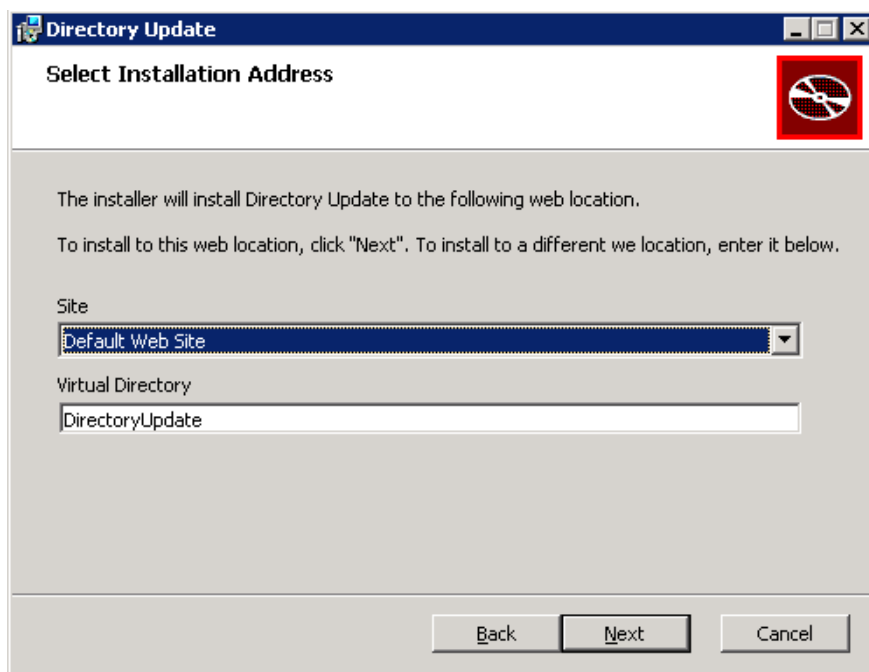 Directory Update
Select Installation Address
The installer will install Directory Update to the following web location.
To install to this web location, click "Next". To install to a different we location, enter it below.
Site
Default Web Site
Virtual Directory
DirectoryUpdate
Back Next Cancel